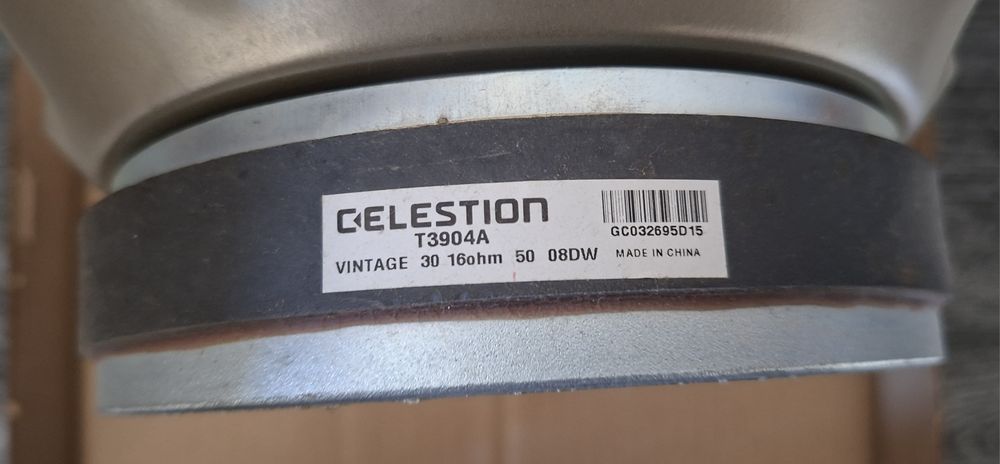 CELESTION
T3904A
VINTAGE 30 16ohm 50 08DW
GC032695D15
MADE IN CHINA